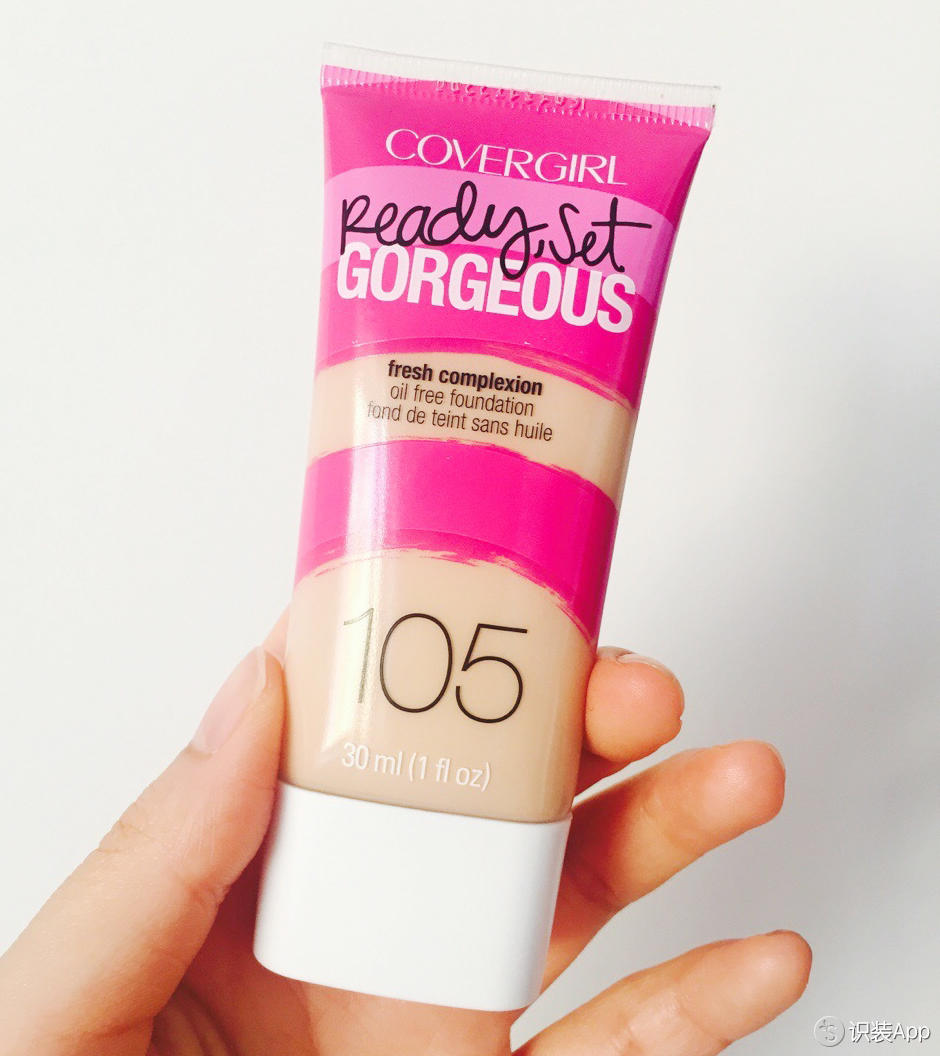 COVERGIRL
Ready, Set
GORGEOUS
fresh complexion
oil free foundation
fond de teint sans huile
105
30 ml (1 fl oz)
识装App